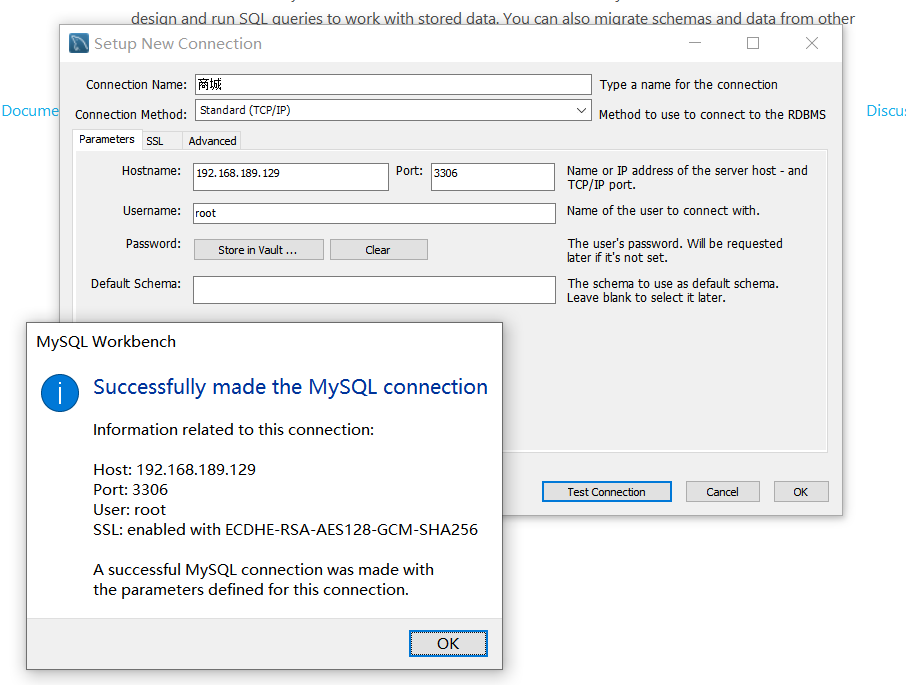 design and run SQL queries to work with stored data. You can also migrate schemas and data from other
Setup New Connection
Connection Name: 商城 Type a name for the connection
Docume
Connection Method: Standard (TCP/IP) Method to use to connect to the RDBMS
Discus
Parameters SSL Advanced
Hostname: 192.168.189.129 Port: 3306 Name or IP address of the server host - and
TCP/IP port.
Username: root Name of the user to connect with.
Password: Store in Vault ... Clear The user's password. Will be requested
later if it's not set.
Default Schema: The schema to use as default schema.
Leave blank to select it later.
MySQL Workbench
Successfully made the MySQL connection
Information related to this connection:
Host: 192.168.189.129
Port: 3306
User: root
SSL: enabled with ECDHE-RSA-AES128-GCM-SHA256
A successful MySQL connection was made with
the parameters defined for this connection.
OK
Test Connection Cancel OK